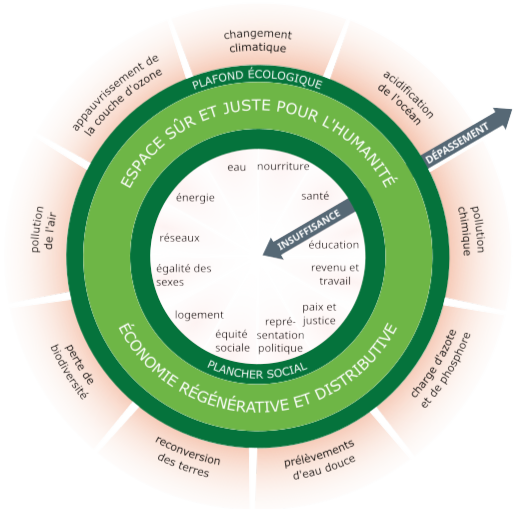 changement
climatique
acidification
de l'océan
pollution
chimique
charge d'azote
et de phosphore
prélèvements
d'eau douce
reconversion
des terres
perte de
biodiversité
pollution
de l'air
appauvrissement de
la couche d'ozone
PLAFOND ÉCOLOGIQUE
ESPACE SÛR ET JUSTE POUR L'HUMANITÉ
DÉPASSEMENT
eau
nourriture
santé
INSUFFISANCE
éducation
revenu et
travail
paix et
justice
repré-
sentation
politique
équité
sociale
logement
égalité des
sexes
réseaux
énergie
PLANCHER SOCIAL
ÉCONOMIE RÉGÉNÉRATIVE ET DISTRIBUTIVE